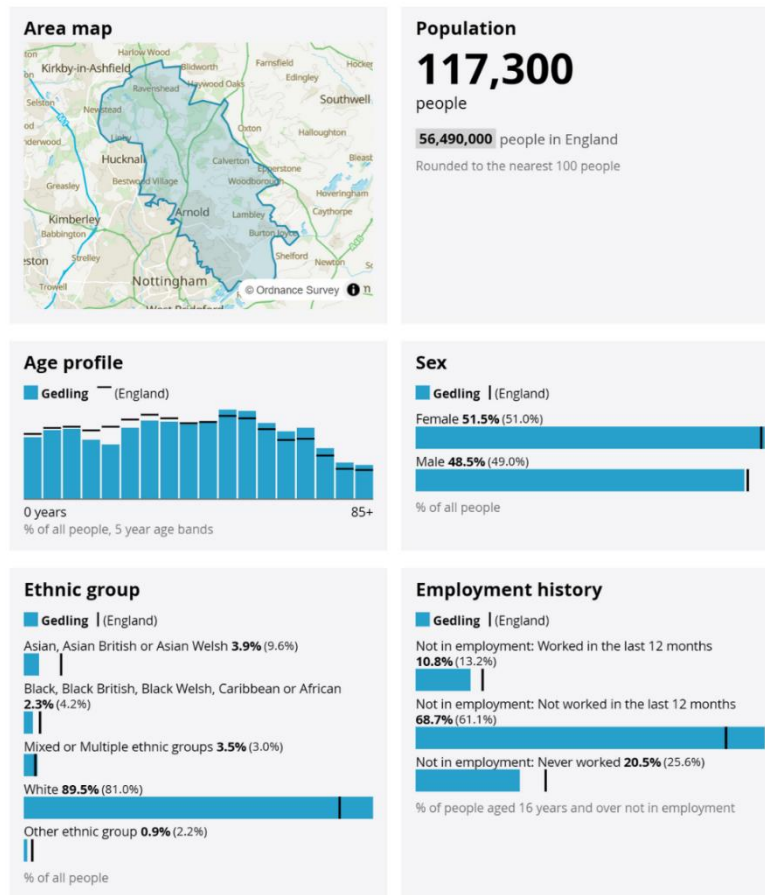 Area map
Harlow Wood
Farnsfield
Kirkby-in-Ashfield
Blidworth
Edingley
Ravenshead
Haywood Oaks
Selston
Newstead
Southwell
Oxton
Halloughton
Linby
Hucknall
Calverton
Epperstone
Greasley
Bestwood Village
Woodborough
Hoveringham
Kimberley
Arnold
Lambley
Caythorpe
Babbington
Burton Joyce
Strelley
Shelford
Newton
Trowell
Nottingham
© Ordnance Survey
Population
117,300
people
56,490,000 people in England
Rounded to the nearest 100 people
Age profile
Gedling (England)
0 years 85+
% of all people, 5 year age bands
Sex
Gedling (England)
Female 51.5% (51.0%)
Male 48.5% (49.0%)
% of all people
Ethnic group
Gedling (England)
Asian, Asian British or Asian Welsh 3.9% (9.6%)
Black, Black British, Black Welsh, Caribbean or African
2.3% (4.2%)
Mixed or Multiple ethnic groups 3.5% (3.0%)
White 89.5% (81.0%)
Other ethnic group 0.9% (2.2%)
% of all people
Employment history
Gedling (England)
Not in employment: Worked in the last 12 months
10.8% (13.2%)
Not in employment: Not worked in the last 12 months
68.7% (61.1%)
Not in employment: Never worked 20.5% (25.6%)
% of people aged 16 years and over not in employment